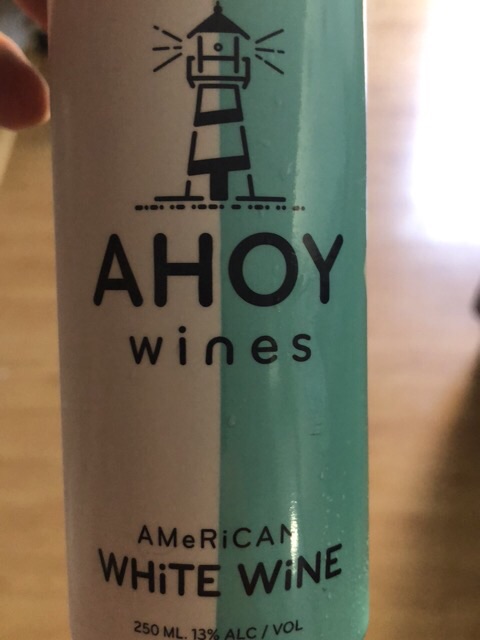 AHOY
wines
AMeRiCAN
WHiTE WiNE
250 ML. 13% ALC / VOL